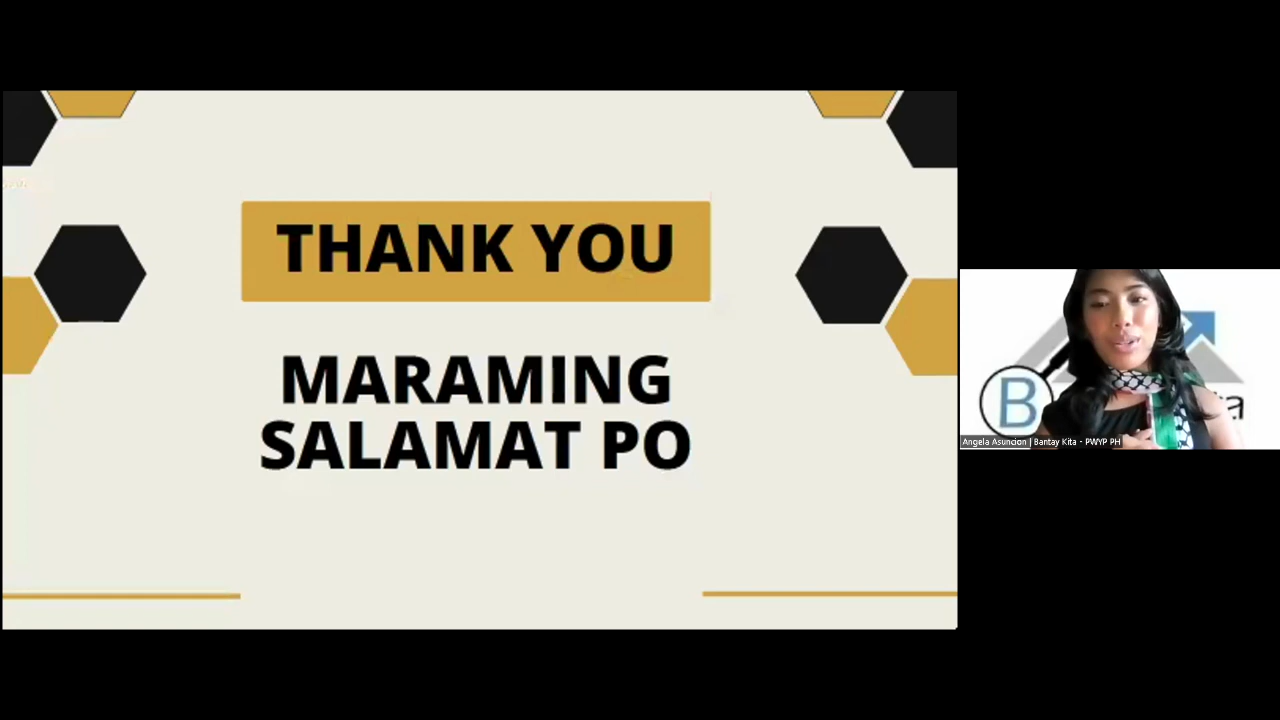 THANK YOU
MARAMING
SALAMAT PO
B
Angela Asuncion | Bantay Kita - PWYP PH